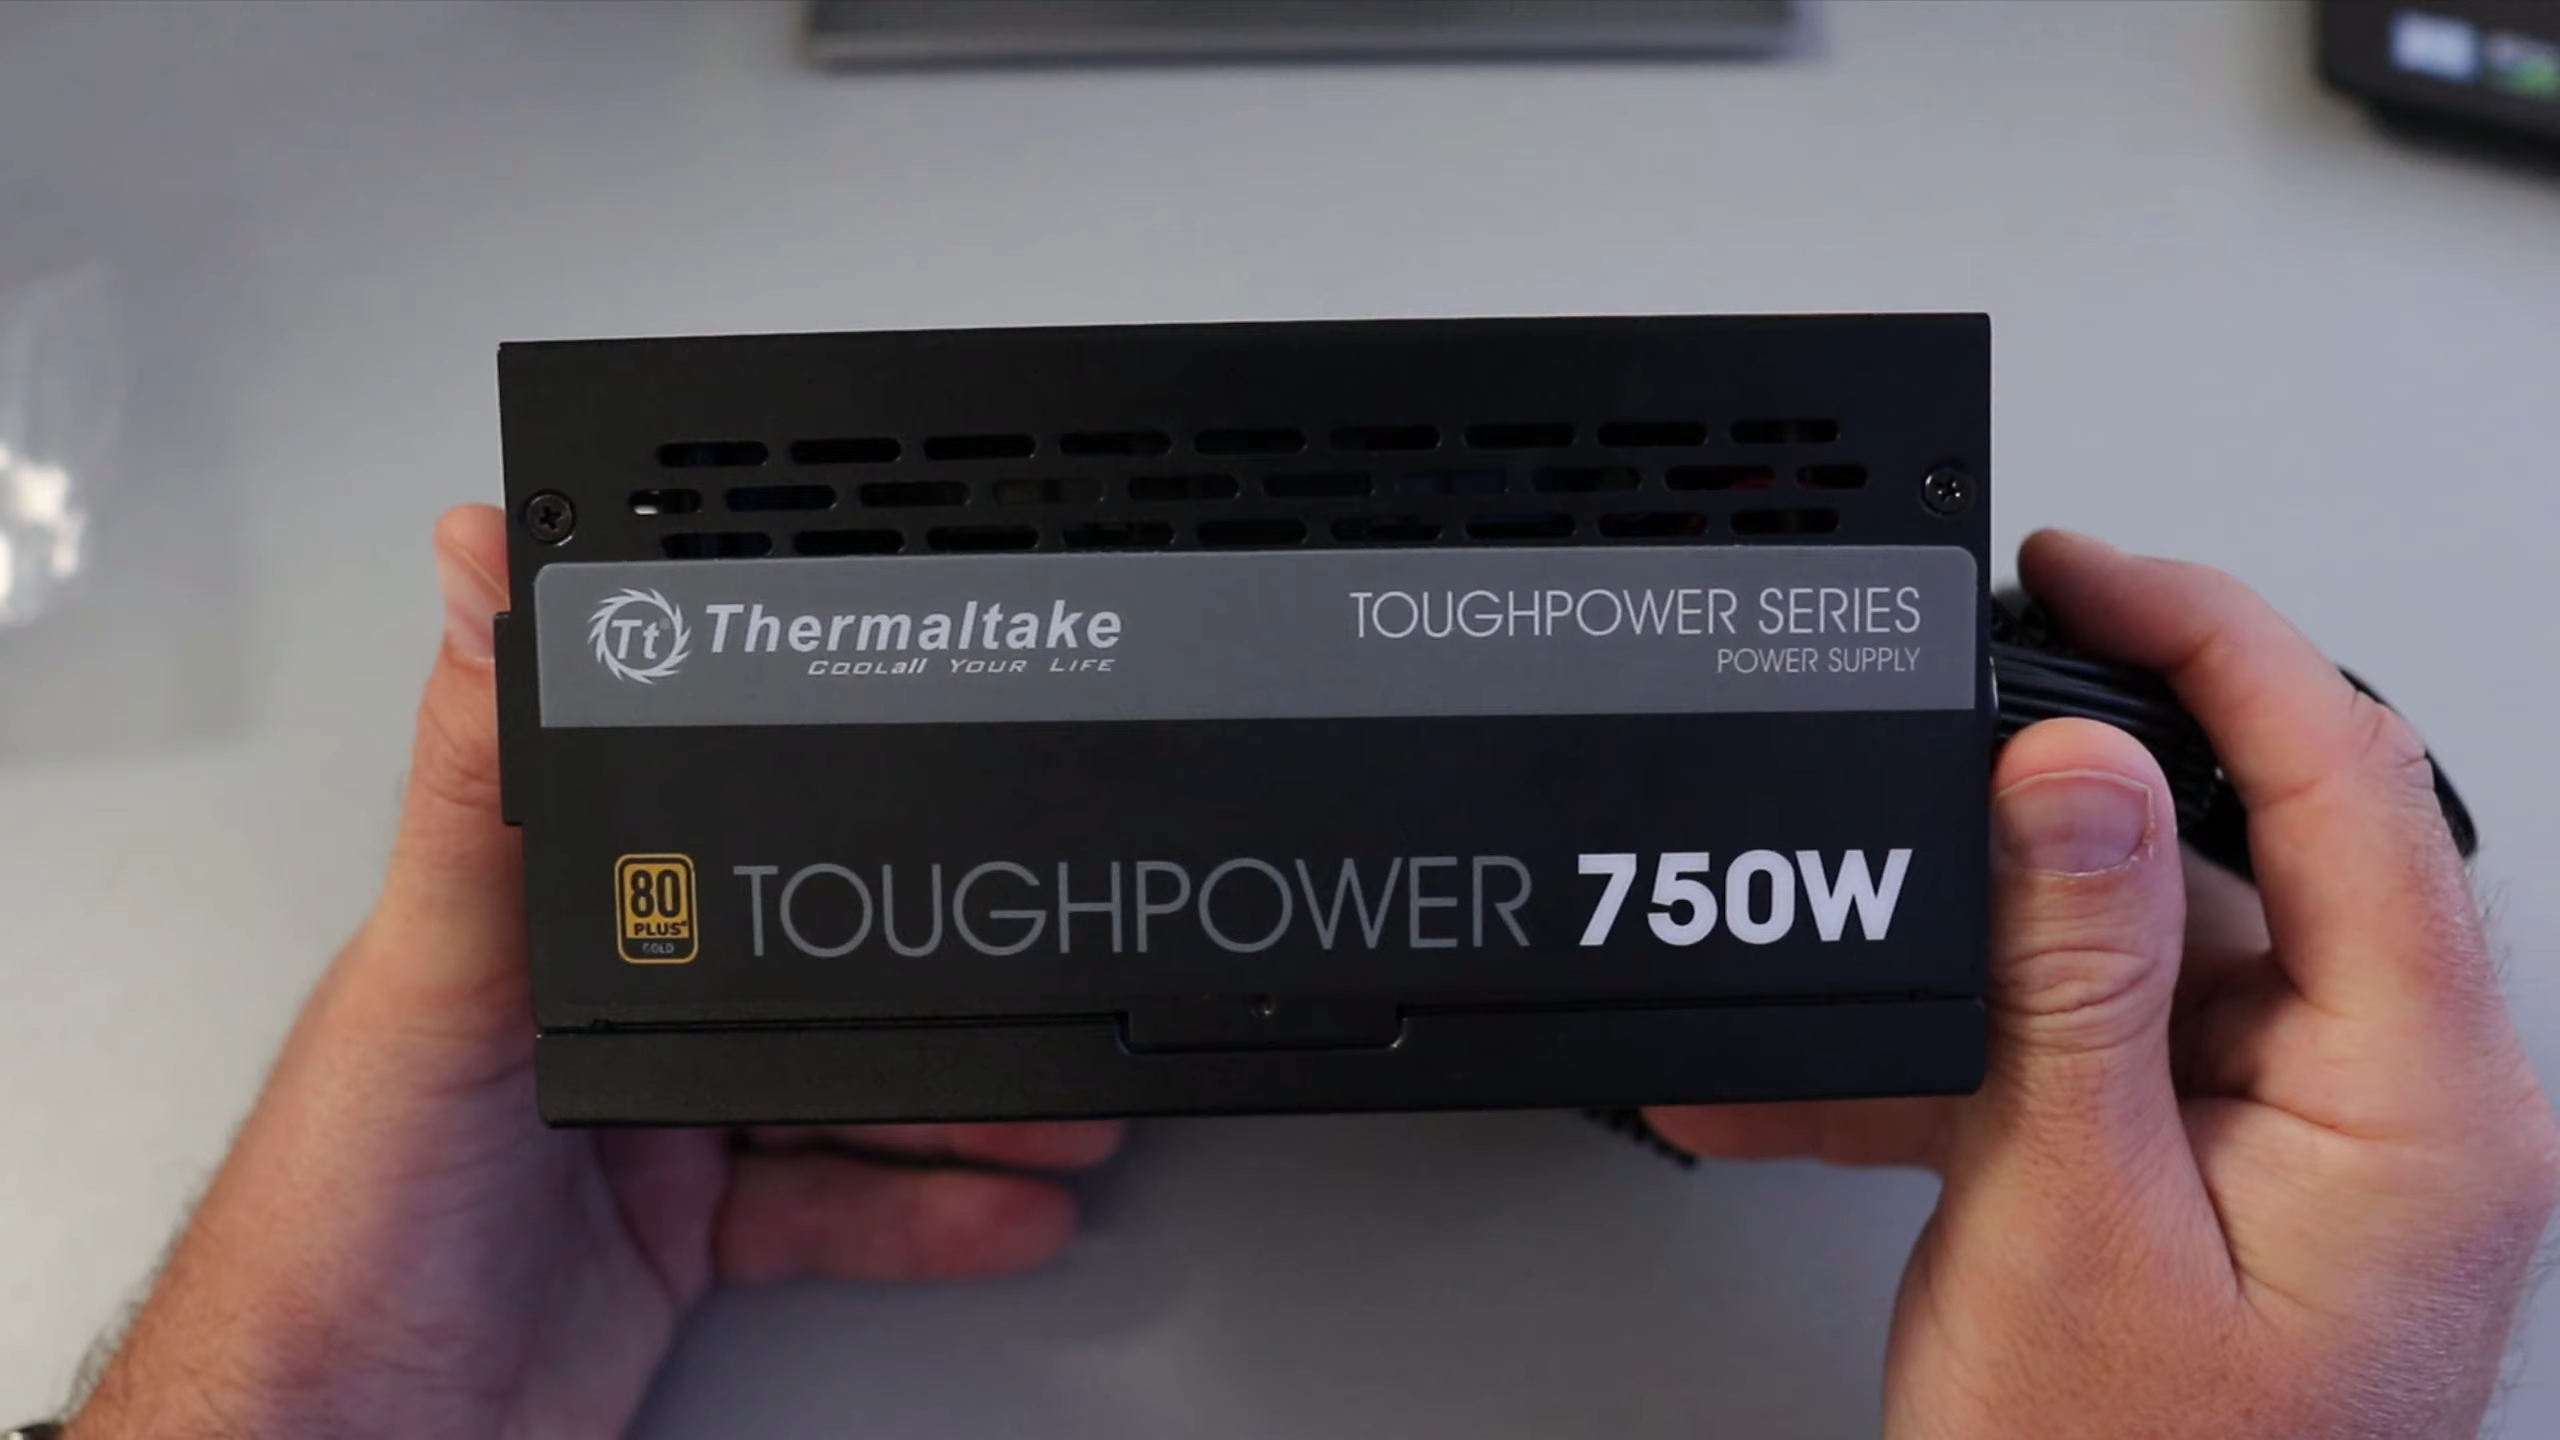 Tt Thermaltake
COOLall YOUR LIFE
TOUGHPOWER SERIES
POWER SUPPLY
80
PLUS
GOLD
TOUGHPOWER 750W